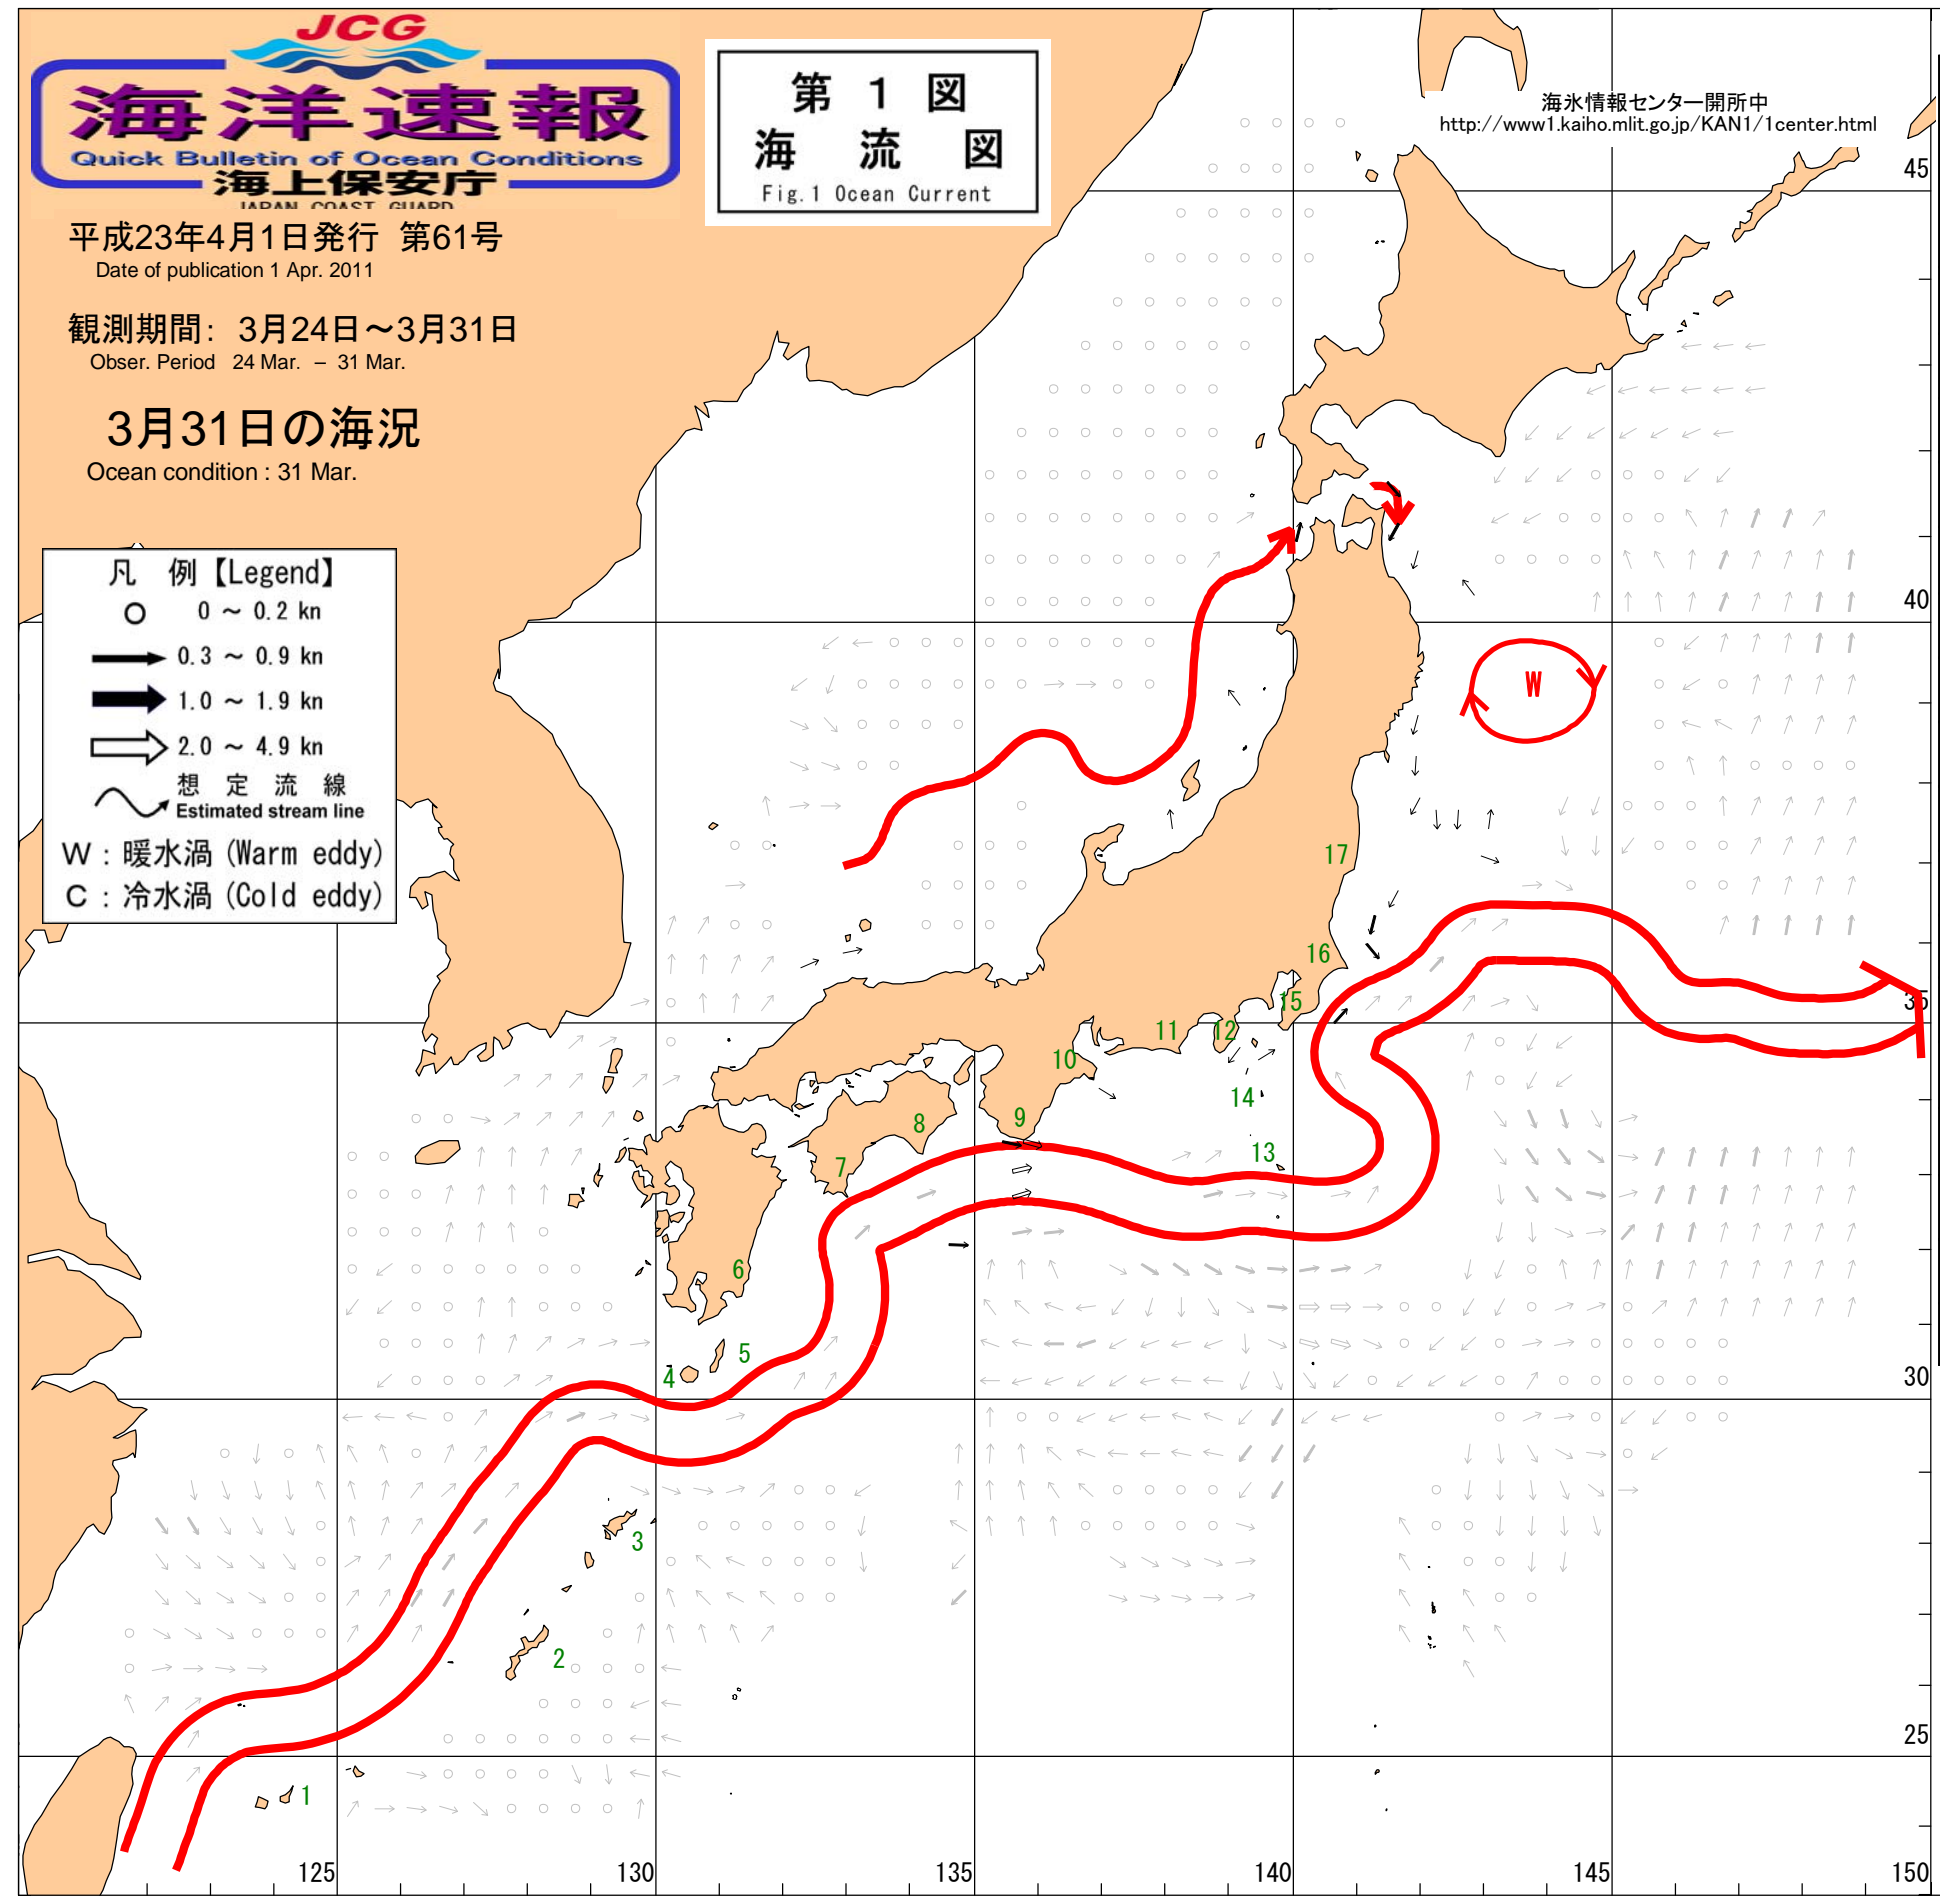 JCG
海洋速報
Quick Bulletin of Ocean Conditions
海上保安庁
JAPAN COAST GUARD
第 1 図
海 流 図
Fig.1 Ocean Current
海氷情報センター開所中
http://www1.kaiho.mlit.go.jp/KAN1/1center.html
平成23年4月1日発行 第61号
Date of publication 1 Apr. 2011
観測期間: 3月24日～3月31日
Obser. Period 24 Mar. – 31 Mar.
3月31日の海況
Ocean condition : 31 Mar.
凡 例【Legend】
0 ～ 0.2 kn
0.3 ～ 0.9 kn
1.0 ～ 1.9 kn
2.0 ～ 4.9 kn
想 定 流 線
Estimated stream line
W : 暖水渦 (Warm eddy)
C : 冷水渦 (Cold eddy)
45
40
W
17
16
15
35
12
11
10
14
9
8
13
7
6
5
4
30
3
2
25
1
125
130
135
140
145
150